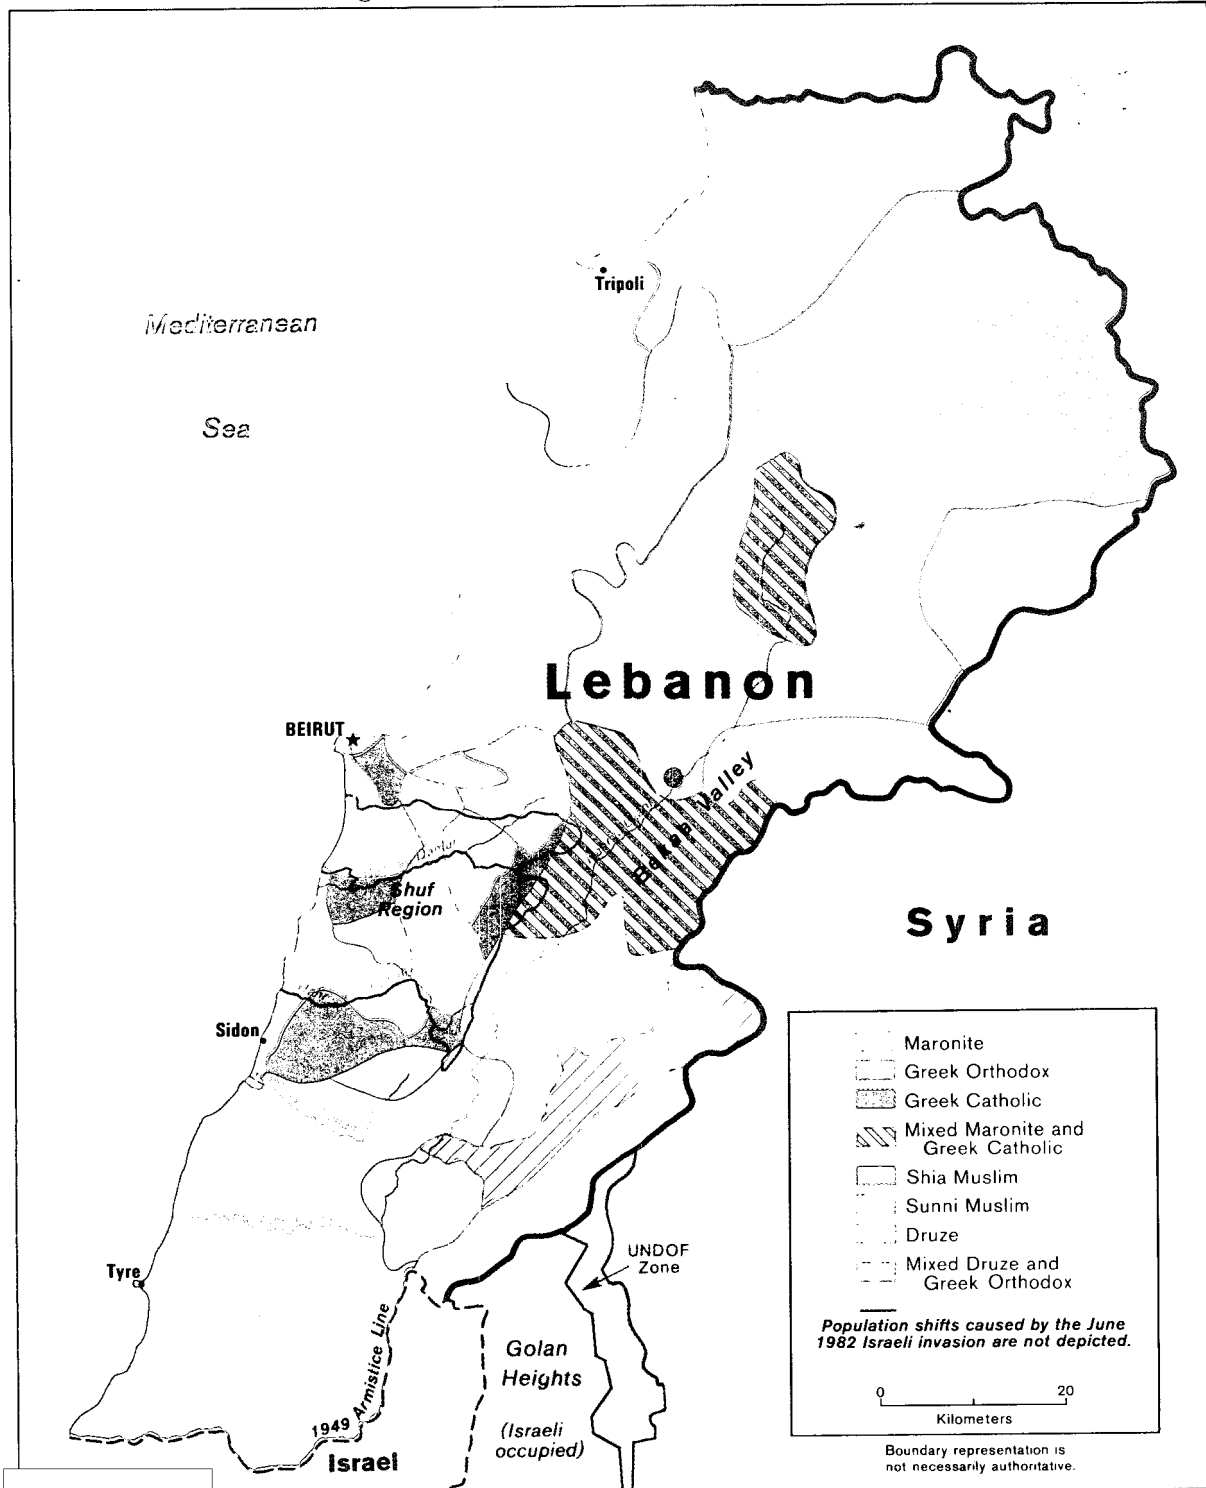 Tripoli
Mediterranean
Sea
Lebanon
BEIRUT
Bekaa Valley
Shuf
Region
Syria
Sidon
Maronite
Greek Orthodox
Greek Catholic
Mixed Maronite and
Greek Catholic
Shia Muslim
Sunni Muslim
Druze
Mixed Druze and
Greek Orthodox
Population shifts caused by the June
1982 Israeli invasion are not depicted.
0 20
Kilometers
Boundary representation is
not necessarily authoritative.
UNDOF
Zone
Tyre
Golan
Heights
(Israeli
occupied)
1949 Armistice Line
Israel